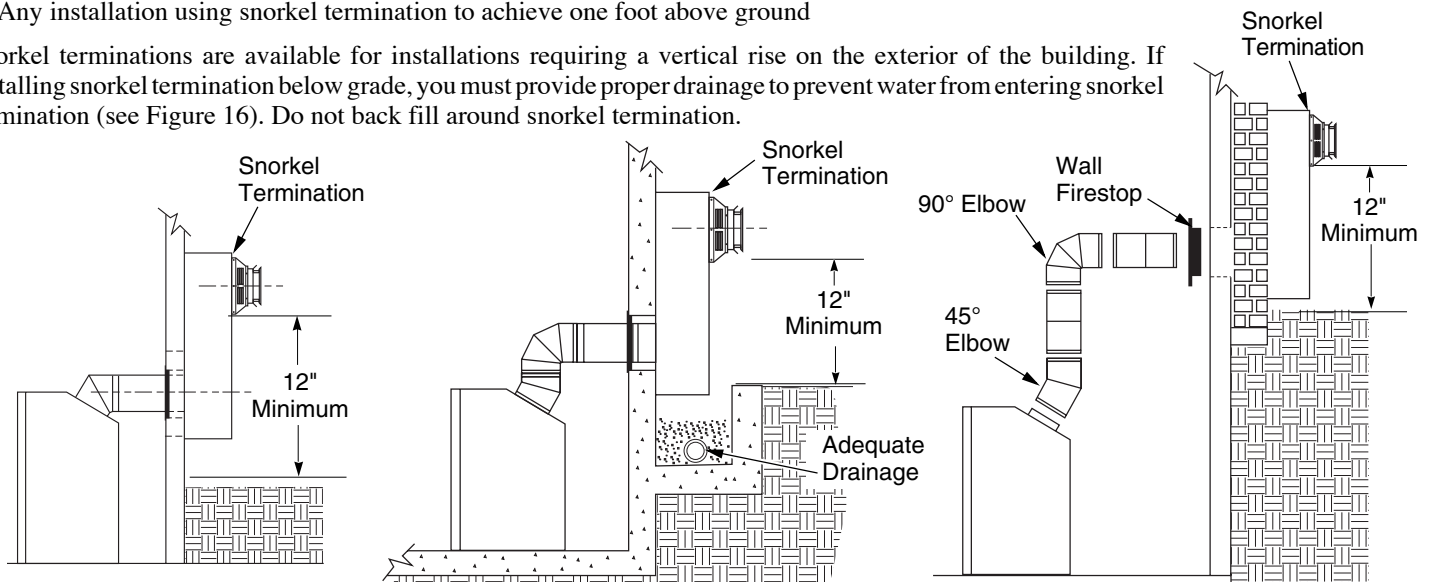 Any installation using snorkel termination to achieve one foot above ground
orkel terminations are available for installations requiring a vertical rise on the exterior of the building. If
talling snorkel termination below grade, you must provide proper drainage to prevent water from entering snorkel
mination (see Figure 16). Do not back fill around snorkel termination.
Snorkel
Termination
12"
Minimum
Snorkel
Termination
12"
Minimum
Adequate
Drainage
Snorkel
Termination
Wall
Firestop
90° Elbow
12"
Minimum
45°
Elbow